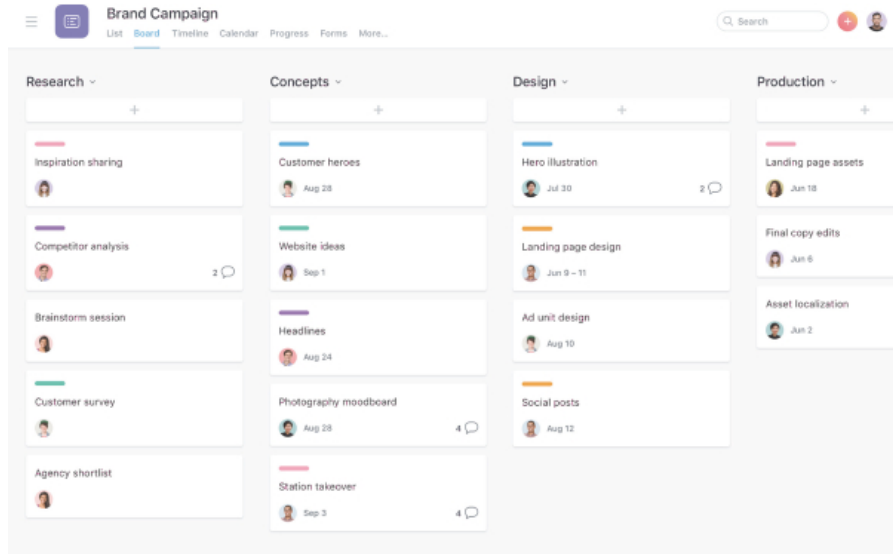 Brand Campaign
List Board Timeline Calendar Progress Forms More...
Search
Research
Inspiration sharing
Competitor analysis
2
Brainstorm session
Customer survey
Agency shortlist
Concepts
Customer heroes
Aug 28
Website ideas
Sep 1
Headlines
Aug 24
Photography moodboard
Aug 28
4
Station takeover
Sep 3
4
Design
Hero illustration
Jul 30
2
Landing page design
Jun 9 – 11
Ad unit design
Aug 10
Social posts
Aug 12
Production
Landing page assets
Jun 18
Final copy edits
Jun 6
Asset localization
Jun 2